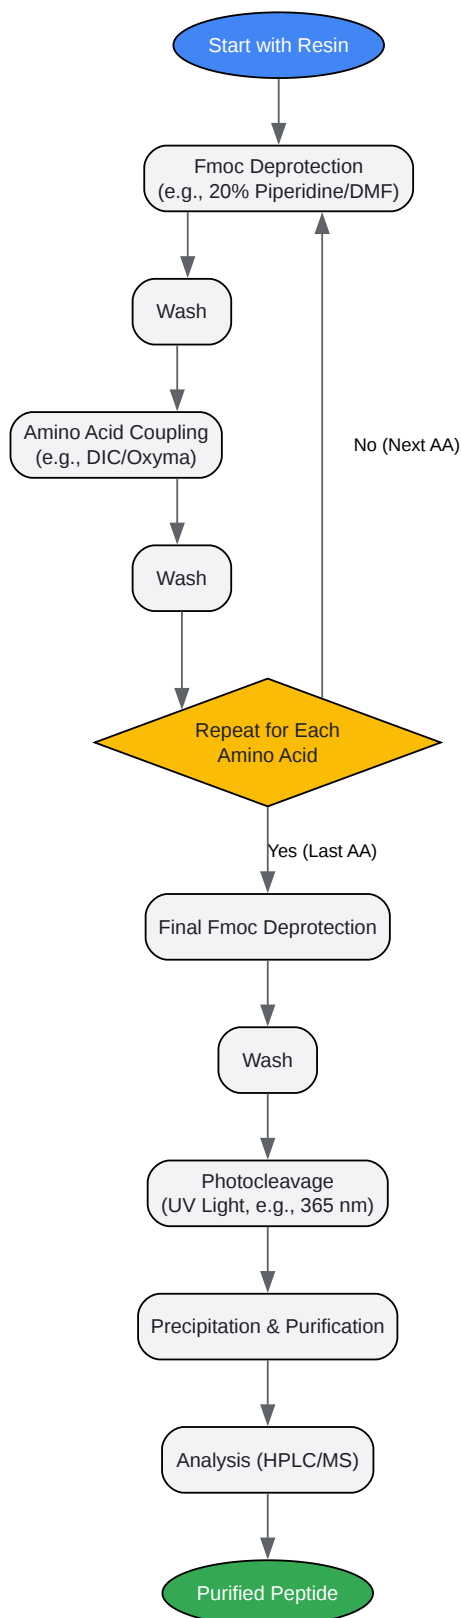 Start with Resin
Fmoc Deprotection
(e.g., 20% Piperidine/DMF)
Wash
Amino Acid Coupling
(e.g., DIC/Oxyma)
No (Next AA)
Wash
Repeat for Each
Amino Acid
Yes (Last AA)
Final Fmoc Deprotection
Wash
Photocleavage
(UV Light, e.g., 365 nm)
Precipitation & Purification
Analysis (HPLC/MS)
Purified Peptide